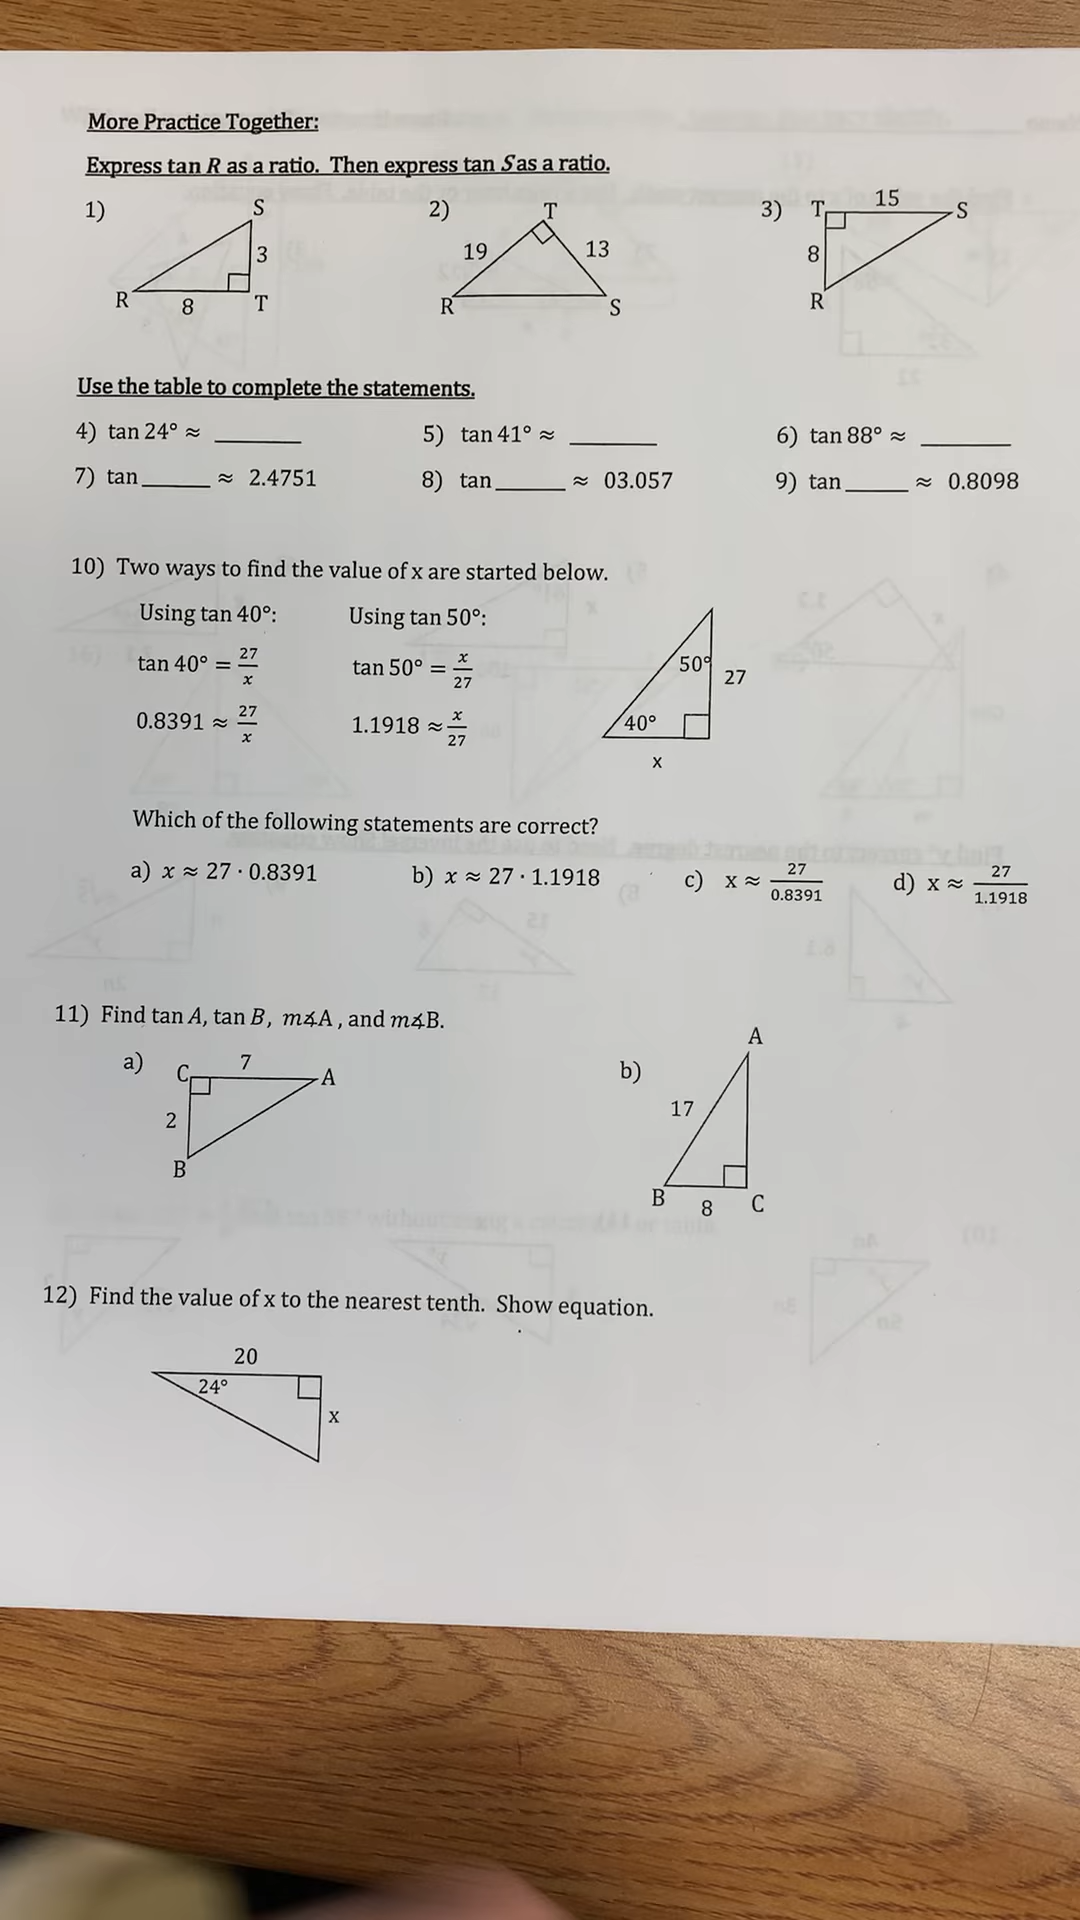 More Practice Together:
Express tan R as a ratio. Then express tan S as a ratio.
1) S 3 R 8 T
2) T 19 13 R S
3) T 15 S 8 R
Use the table to complete the statements.
4) tan 24° ≈ ________ 5) tan 41° ≈ ________ 6) tan 88° ≈ ________
7) tan ______ ≈ 2.4751 8) tan ______ ≈ 03.057 9) tan ______ ≈ 0.8098
10) Two ways to find the value of x are started below.
Using tan 40°: Using tan 50°:
tan 40° = 27/x tan 50° = x/27
0.8391 ≈ 27/x 1.1918 ≈ x/27
50° 27
40°
x
Which of the following statements are correct?
a) x ≈ 27 · 0.8391 b) x ≈ 27 · 1.1918 c) x ≈ 27/0.8391 d) x ≈ 27/1.1918
11) Find tan A, tan B, m∡A, and m∡B.
a) C 7 A 2 B
b) A 17 B 8 C
12) Find the value of x to the nearest tenth. Show equation.
20
24°
x